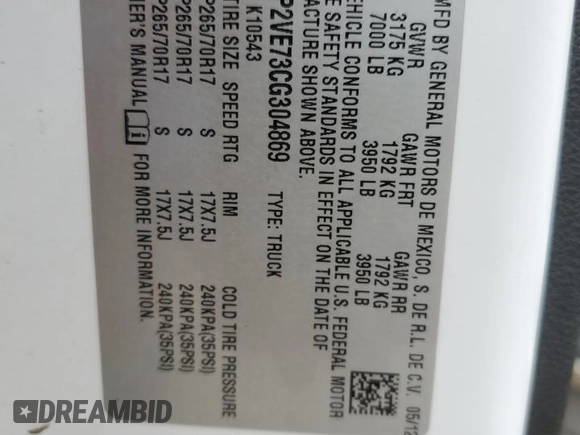 MFD BY GENERAL MOTORS DE MEXICO, S. DE R.L. DE C.V. 05/12
GVWR GAWR FRT GAWR RR
3175 KG 1792 KG 1792 KG
7000 LB 3950 LB 3950 LB
VEHICLE CONFORMS TO ALL APPLICABLE U.S. FEDERAL MOTOR
LE SAFETY STANDARDS IN EFFECT ON THE DATE OF
FACTURE SHOWN ABOVE.
P2VE73CG304869 TYPE: TRUCK
K10543
TIRE SIZE SPEED RTG RIM COLD TIRE PRESSURE
P265/70R17 S 17X7.5J 240KPA(35PSI)
P265/70R17 S 17X7.5J 240KPA(35PSI)
P265/70R17 S 17X7.5J 240KPA(35PSI)
NER'S MANUAL FOR MORE INFORMATION.
DREAMBID